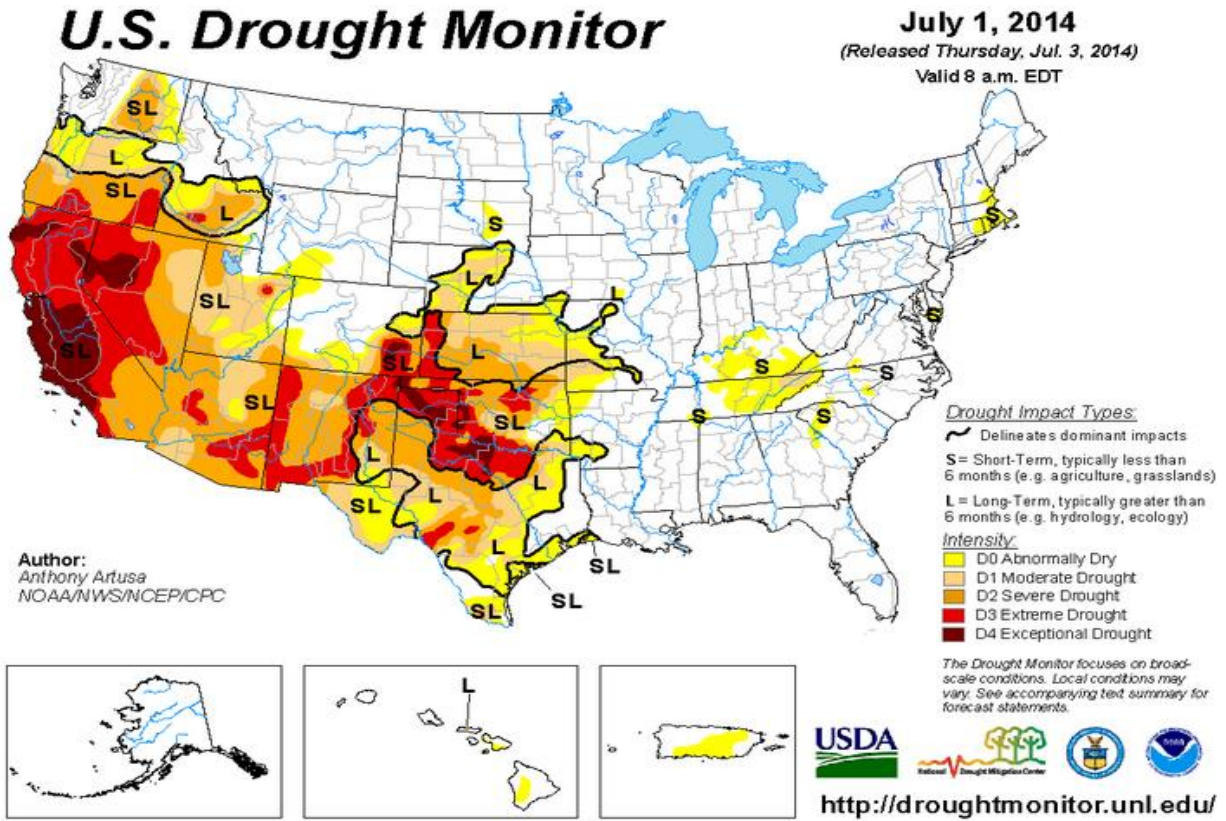 U.S. Drought Monitor
July 1, 2014
(Released Thursday, Jul. 3, 2014)
Valid 8 a.m. EDT
SL
L
SL
L
S
L
L
SL
L
SL
SL
SL
SL
L
L
L
SL
L
SL
SL
SL
S
S
S
S
S
S
Drought Impact Types:
Delineates dominant impacts
S = Short-Term, typically less than
6 months (e.g. agriculture, grasslands)
L = Long-Term, typically greater than
6 months (e.g. hydrology, ecology)
Intensity:
D0 Abnormally Dry
D1 Moderate Drought
D2 Severe Drought
D3 Extreme Drought
D4 Exceptional Drought
Author:
Anthony Artusa
NOAA/NWS/NCEP/CPC
The Drought Monitor focuses on broad-
scale conditions. Local conditions may
vary. See accompanying text summary for
forecast statements.
L
USDA
National Drought Mitigation Center
http://droughtmonitor.unl.edu/